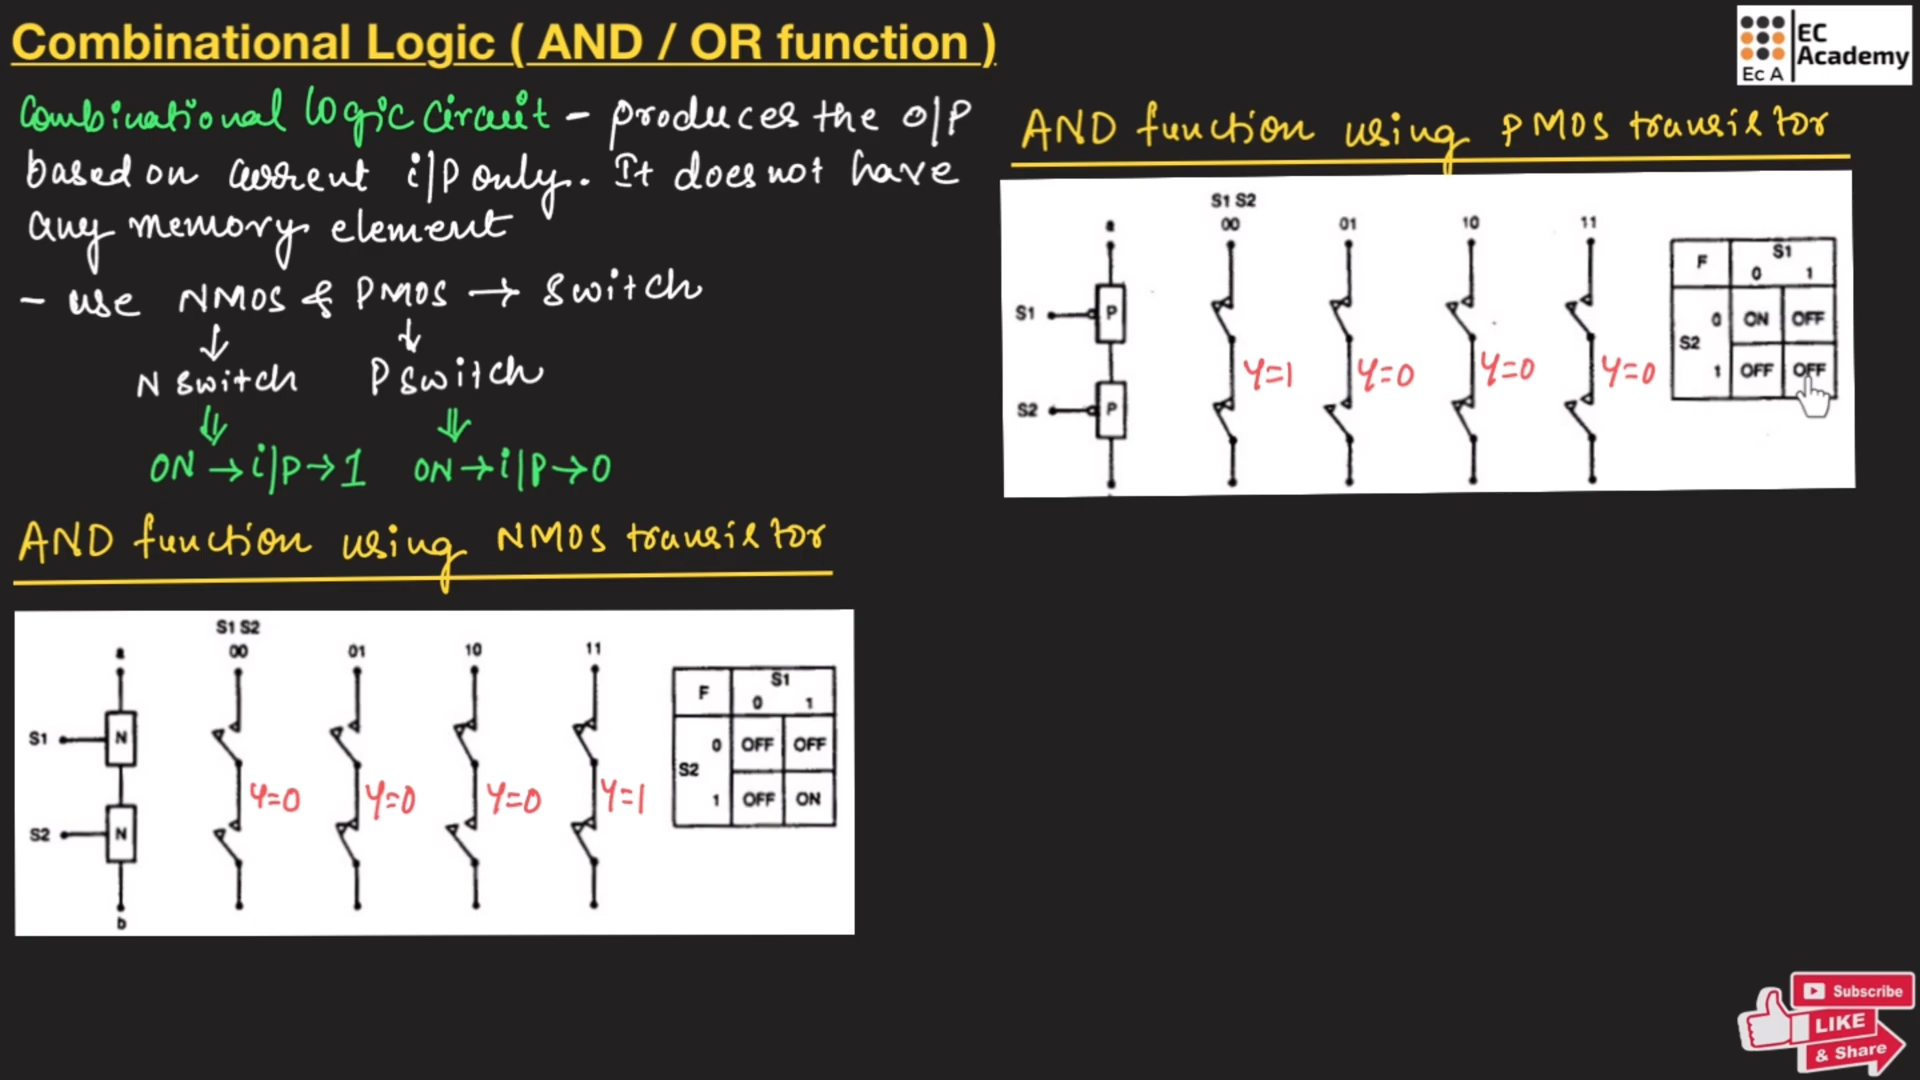 Combinational Logic ( AND / OR function )
EC
Academy
Ec A
Combinational Logic Circuit - produces the o/p
based on current i/p only. It does not have
any memory element
- use NMOS & PMOS → Switch
↓ ↓
N Switch P Switch
⇓ ⇓
ON → i/p → 1 ON → i/p → 0
AND function using NMOS transistor
S1 S2
a 00 01 10 11
S1 N
S2 N
b
Y=0 Y=0 Y=0 Y=1
F S1
0 1
S2 0 OFF OFF
1 OFF ON
AND function using PMOS transistor
S1 S2
a 00 01 10 11
S1 P
S2 P
Y=1 Y=0 Y=0 Y=0
F S1
0 1
S2 0 ON OFF
1 OFF OFF
Subscribe
LIKE
& Share